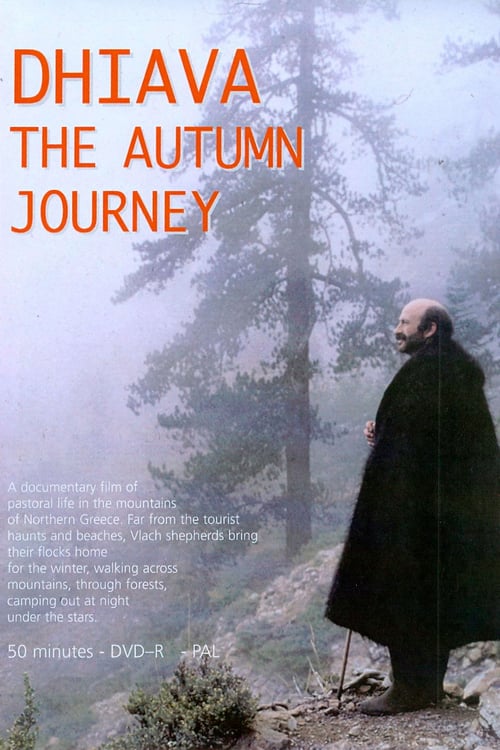 DHIAVA
THE AUTUMN
JOURNEY
A documentary film of
pastoral life in the mountains
of Northern Greece. Far from the tourist
haunts and beaches, Vlach shepherds bring
their flocks home
for the winter, walking across
mountains, through forests,
camping out at night
under the stars.
50 minutes - DVD–R - PAL